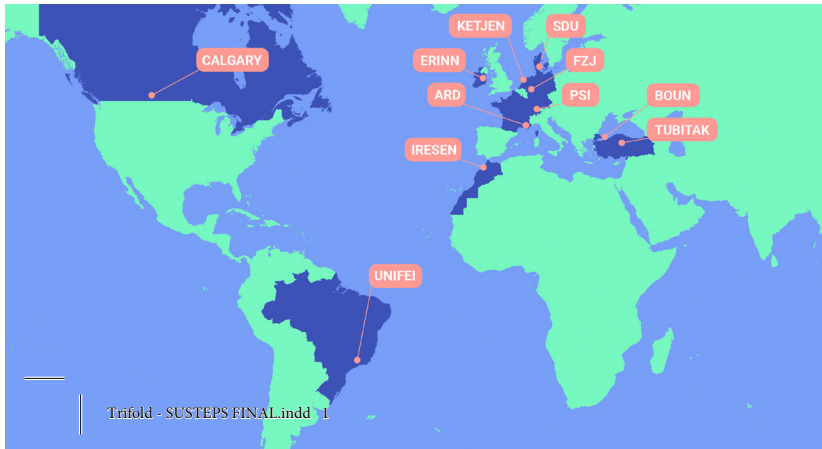 KETJEN
SDU
CALGARY
ERINN
FZJ
ARD
PSI
BOUN
TUBITAK
IRESEN
UNIFEI
Trifold - SUSTEPS FINAL.indd 1